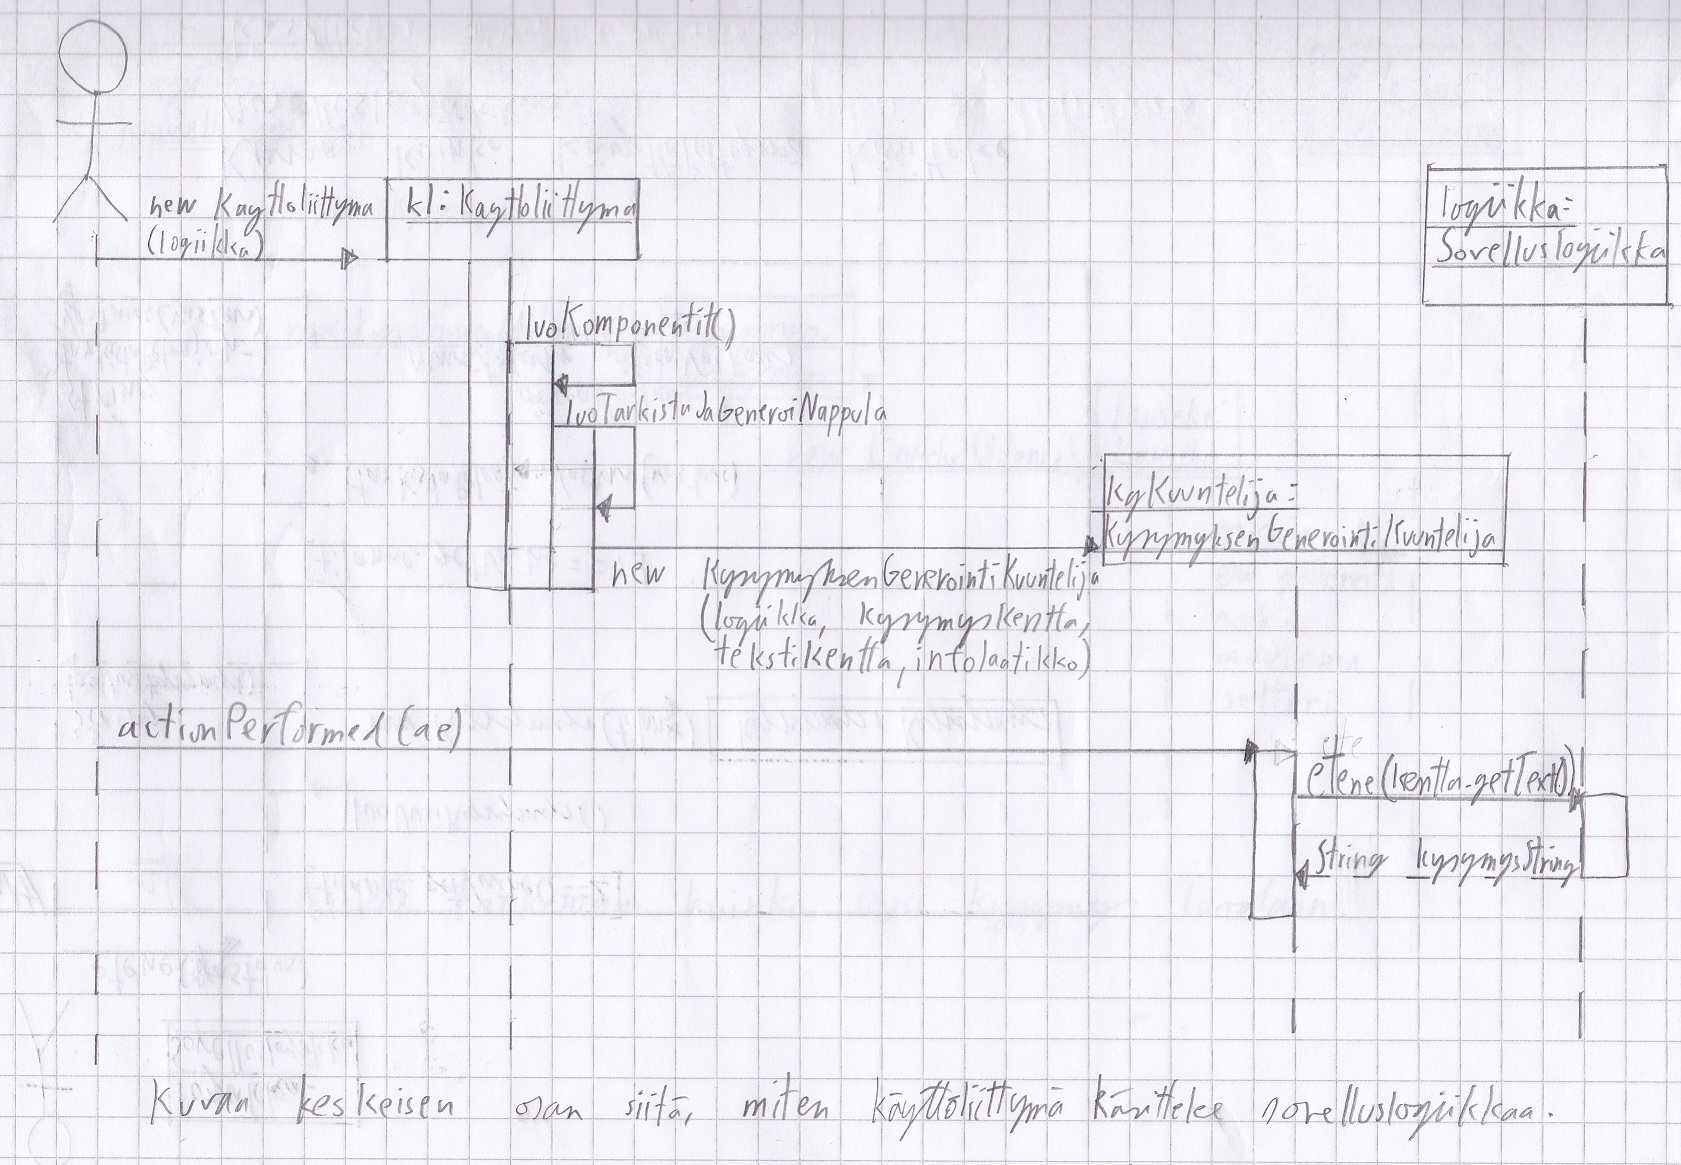 new Kayttoliittyma
(logiikka)
kl: Kayttoliittyma
logiikka:
Sovelluslogiikka
luoKomponentit()
luoTarkistaJaGeneroiNappula
kgKuuntelija:
KysymyksenGenerointiKuuntelija
new KysymyksenGenerointiKuuntelija
(logiikka, kysymysKentta,
tekstiKentta, infolaatikko)
actionPerformed(ae)
etene(kentta.getText())
String kysymysString
Kuvaa keskeisen osan siitä, miten käyttöliittymä käsittelee sovelluslogiikkaa.